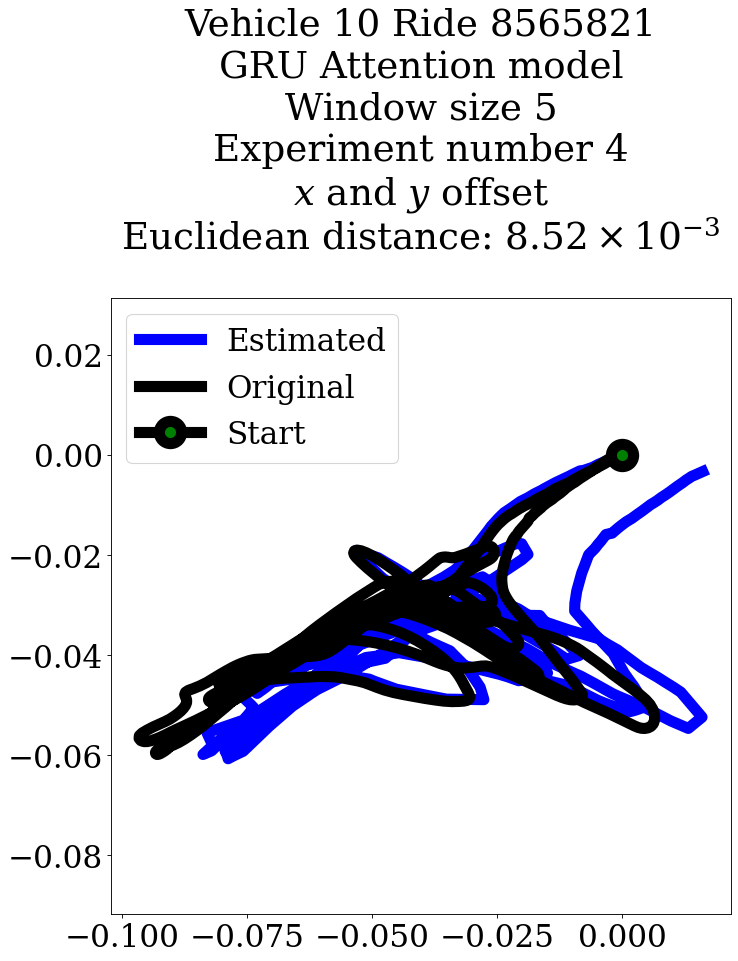 Vehicle 10 Ride 8565821
GRU Attention model
Window size 5
Experiment number 4
x and y offset
Euclidean distance: 8.52 × 10⁻³
Estimated
Original
Start
0.02
0.00
−0.02
−0.04
−0.06
−0.08
−0.100 −0.075 −0.050 −0.025 0.000